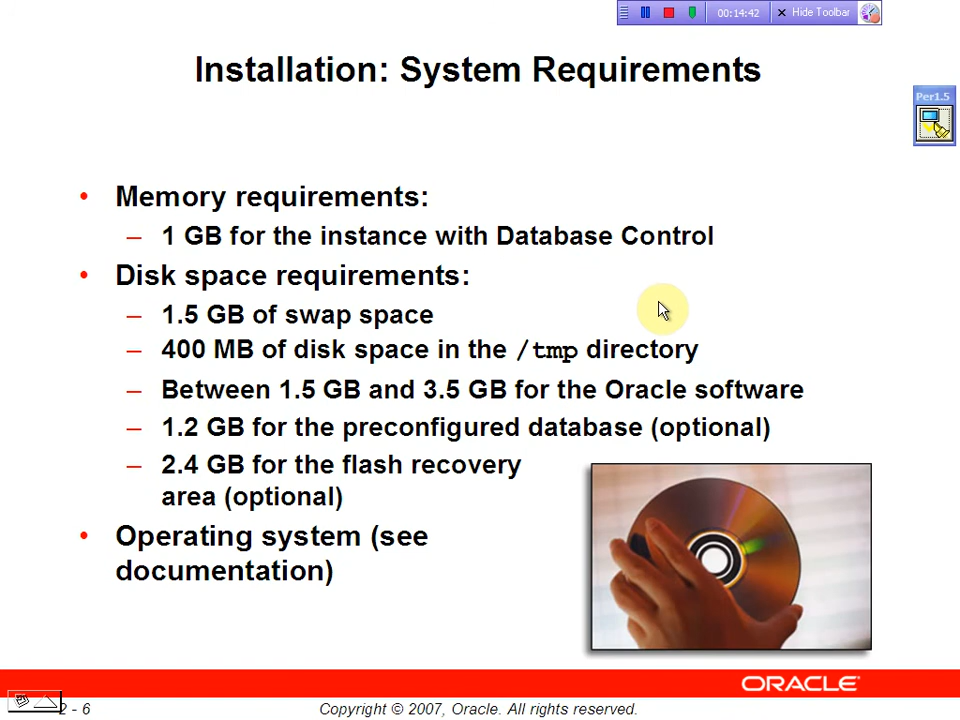 00:14:42
Hide Toolbar
Installation: System Requirements
Per1.5
• Memory requirements:
– 1 GB for the instance with Database Control
• Disk space requirements:
– 1.5 GB of swap space
– 400 MB of disk space in the /tmp directory
– Between 1.5 GB and 3.5 GB for the Oracle software
– 1.2 GB for the preconfigured database (optional)
– 2.4 GB for the flash recovery
area (optional)
• Operating system (see
documentation)
ORACLE
2 - 6
Copyright © 2007, Oracle. All rights reserved.